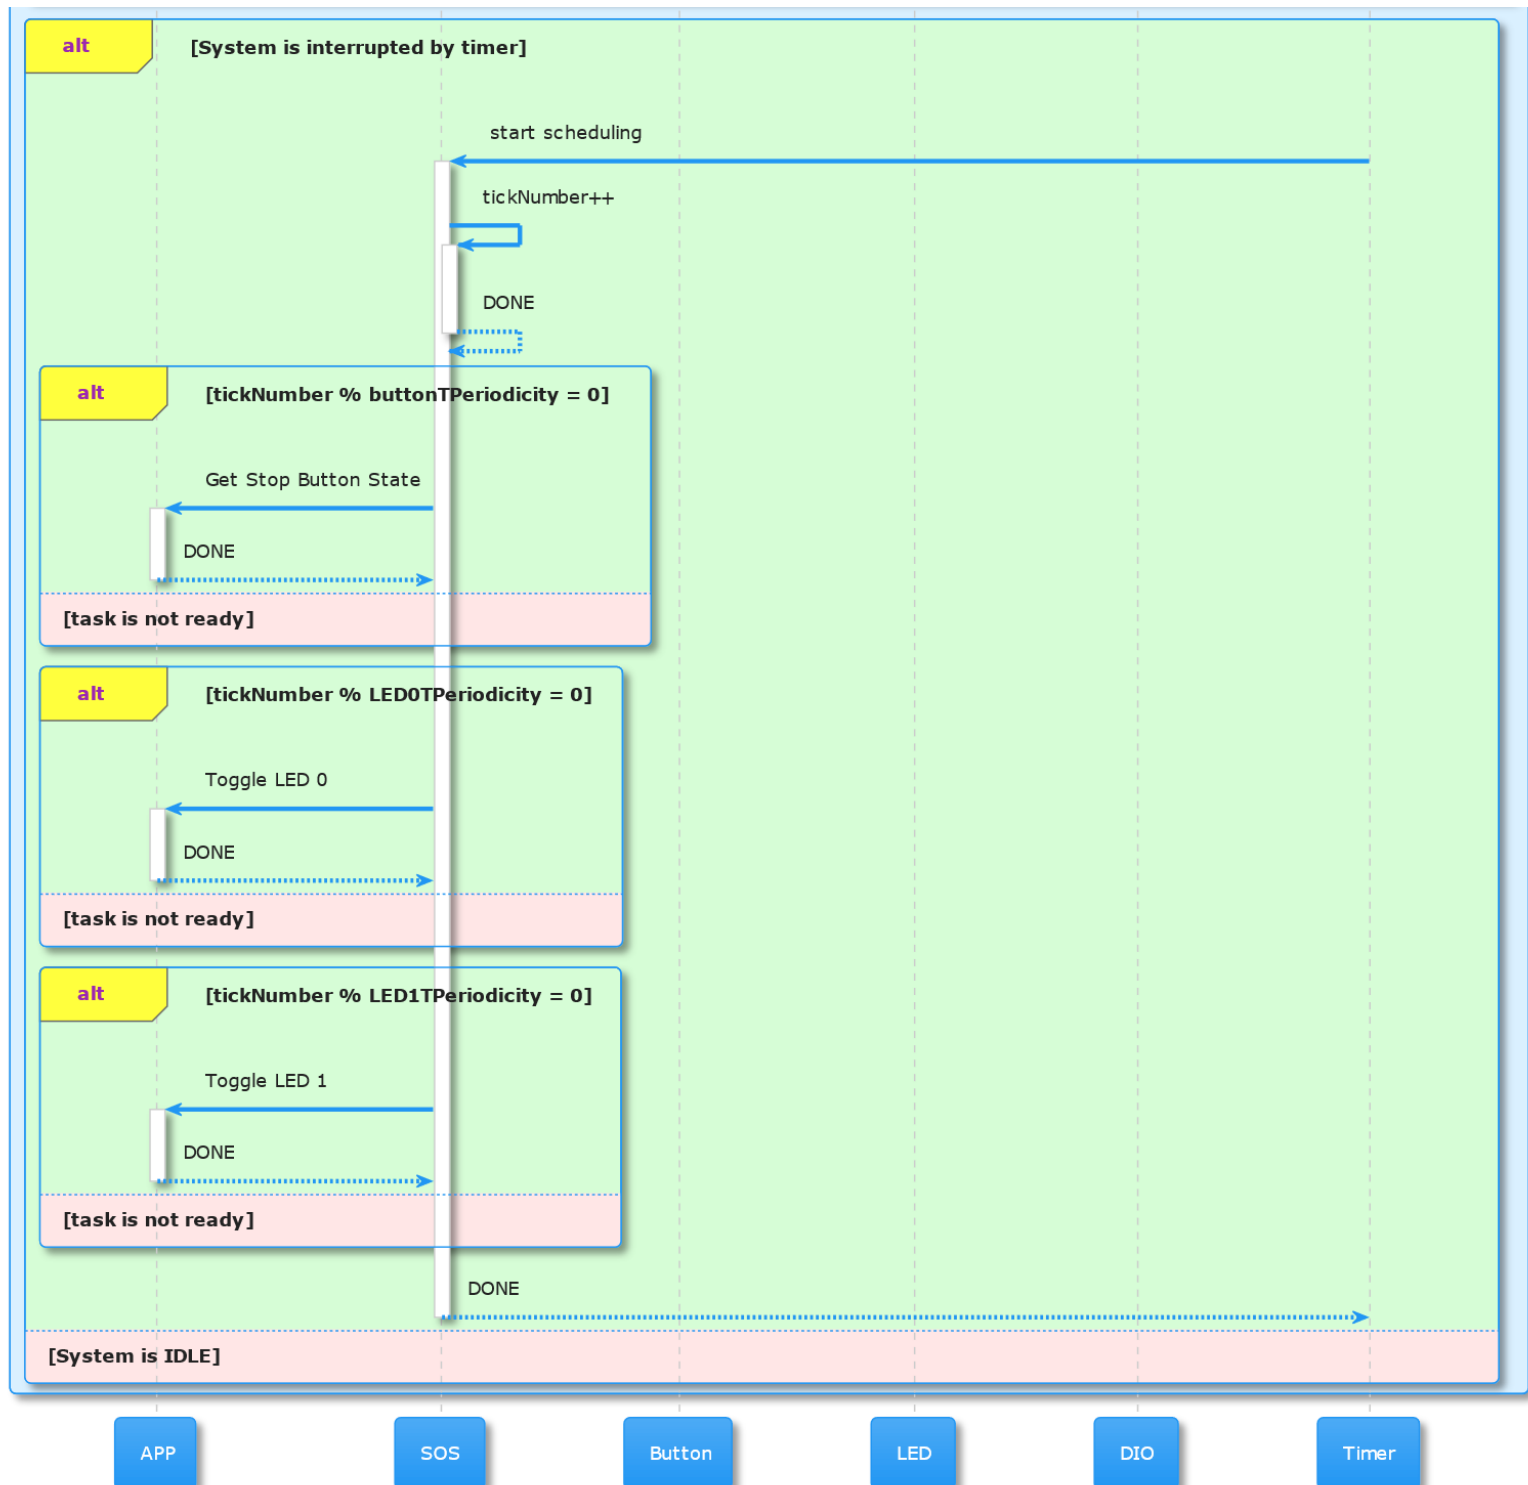 alt [System is interrupted by timer]
start scheduling
tickNumber++
DONE
alt [tickNumber % buttonTPeriodicity = 0]
Get Stop Button State
DONE
[task is not ready]
alt [tickNumber % LED0TPeriodicity = 0]
Toggle LED 0
DONE
[task is not ready]
alt [tickNumber % LED1TPeriodicity = 0]
Toggle LED 1
DONE
[task is not ready]
DONE
[System is IDLE]
APP SOS Button LED DIO Timer